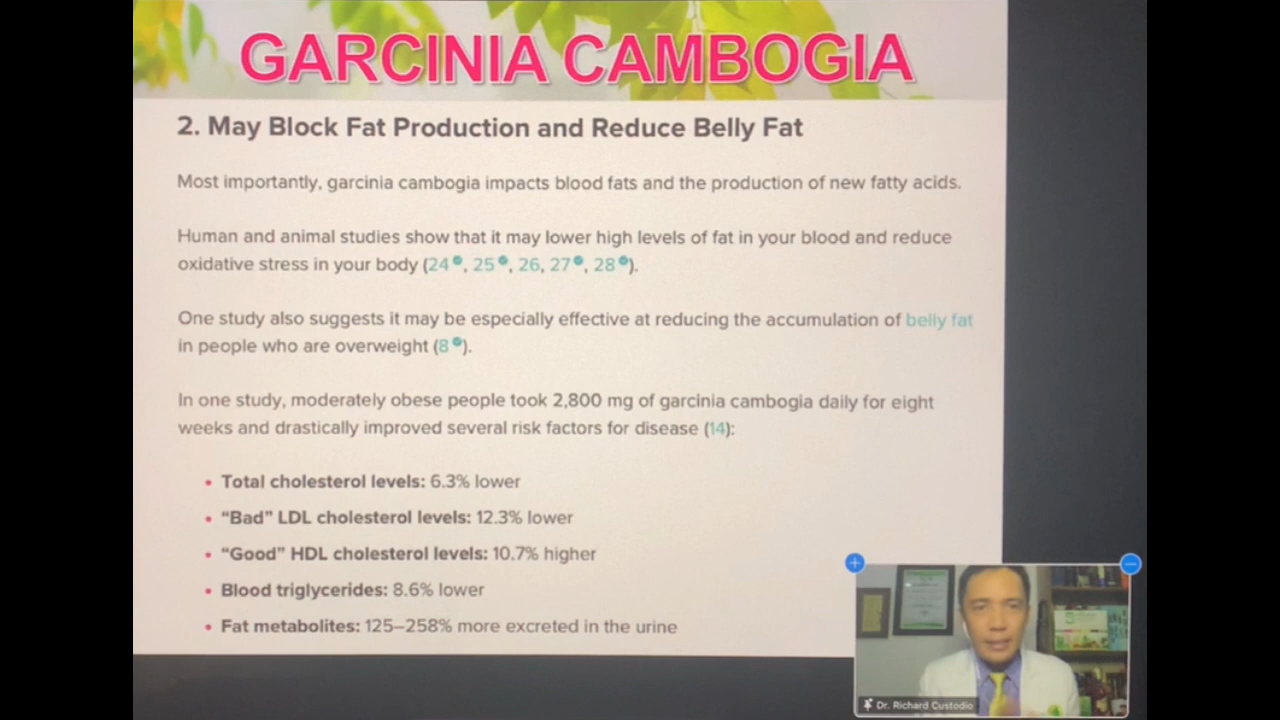 GARCINIA CAMBOGIA
2. May Block Fat Production and Reduce Belly Fat
Most importantly, garcinia cambogia impacts blood fats and the production of new fatty acids.
Human and animal studies show that it may lower high levels of fat in your blood and reduce
oxidative stress in your body (24, 25, 26, 27, 28).
One study also suggests it may be especially effective at reducing the accumulation of belly fat
in people who are overweight (8).
In one study, moderately obese people took 2,800 mg of garcinia cambogia daily for eight
weeks and drastically improved several risk factors for disease (14):
• Total cholesterol levels: 6.3% lower
• “Bad” LDL cholesterol levels: 12.3% lower
• “Good” HDL cholesterol levels: 10.7% higher
• Blood triglycerides: 8.6% lower
• Fat metabolites: 125–258% more excreted in the urine
Dr. Richard Custodio